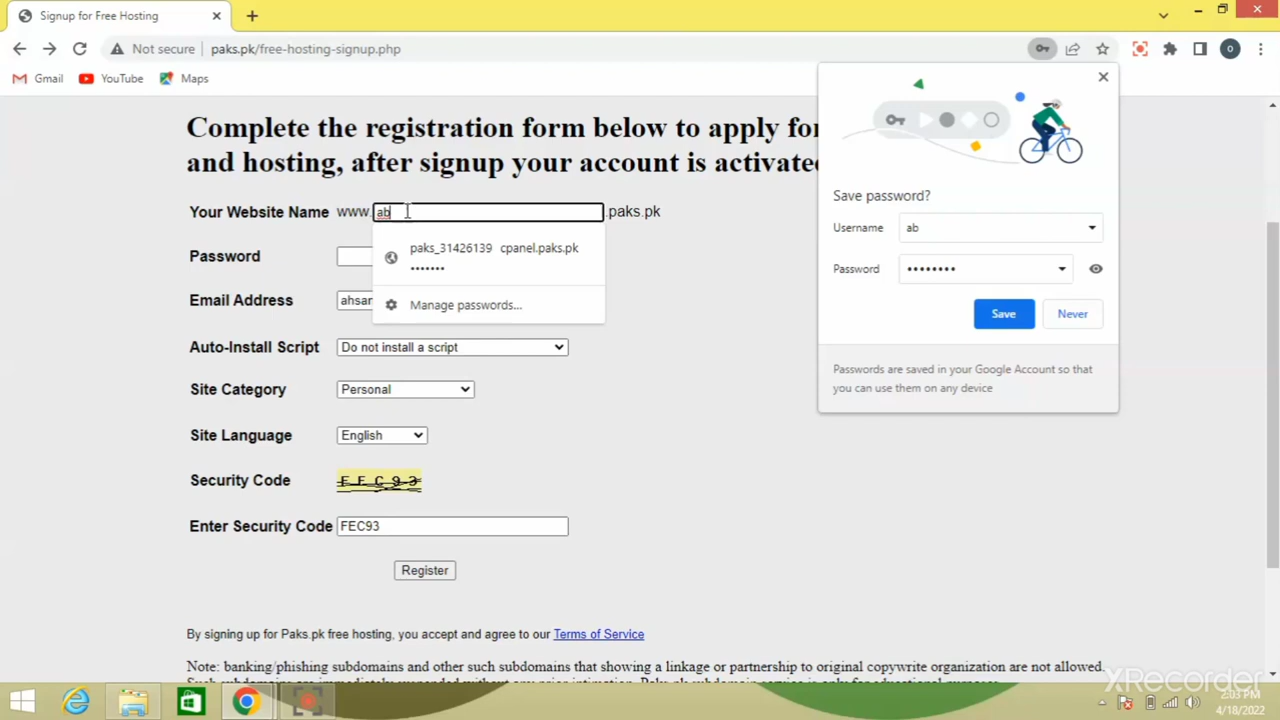 Signup for Free Hosting
Not secure paks.pk/free-hosting-signup.php
O
Gmail YouTube Maps
Complete the registration form below to apply for
and hosting, after signup your account is activated
Your Website Name www. ab .paks.pk
paks_31426139 cpanel.paks.pk
•••••••
Manage passwords...
Password
Email Address ahsan
Auto-Install Script Do not install a script
Site Category Personal
Site Language English
Security Code F E C 9 3
Enter Security Code FEC93
Register
By signing up for Paks.pk free hosting, you accept and agree to our Terms of Service
Note: banking/phishing subdomains and other such subdomains that showing a linkage or partnership to original copywrite organization are not allowed.
Save password?
Username ab
Password ••••••••
Save Never
Passwords are saved in your Google Account so that
you can use them on any device
XRecorder
2:03 PM
4/18/2022